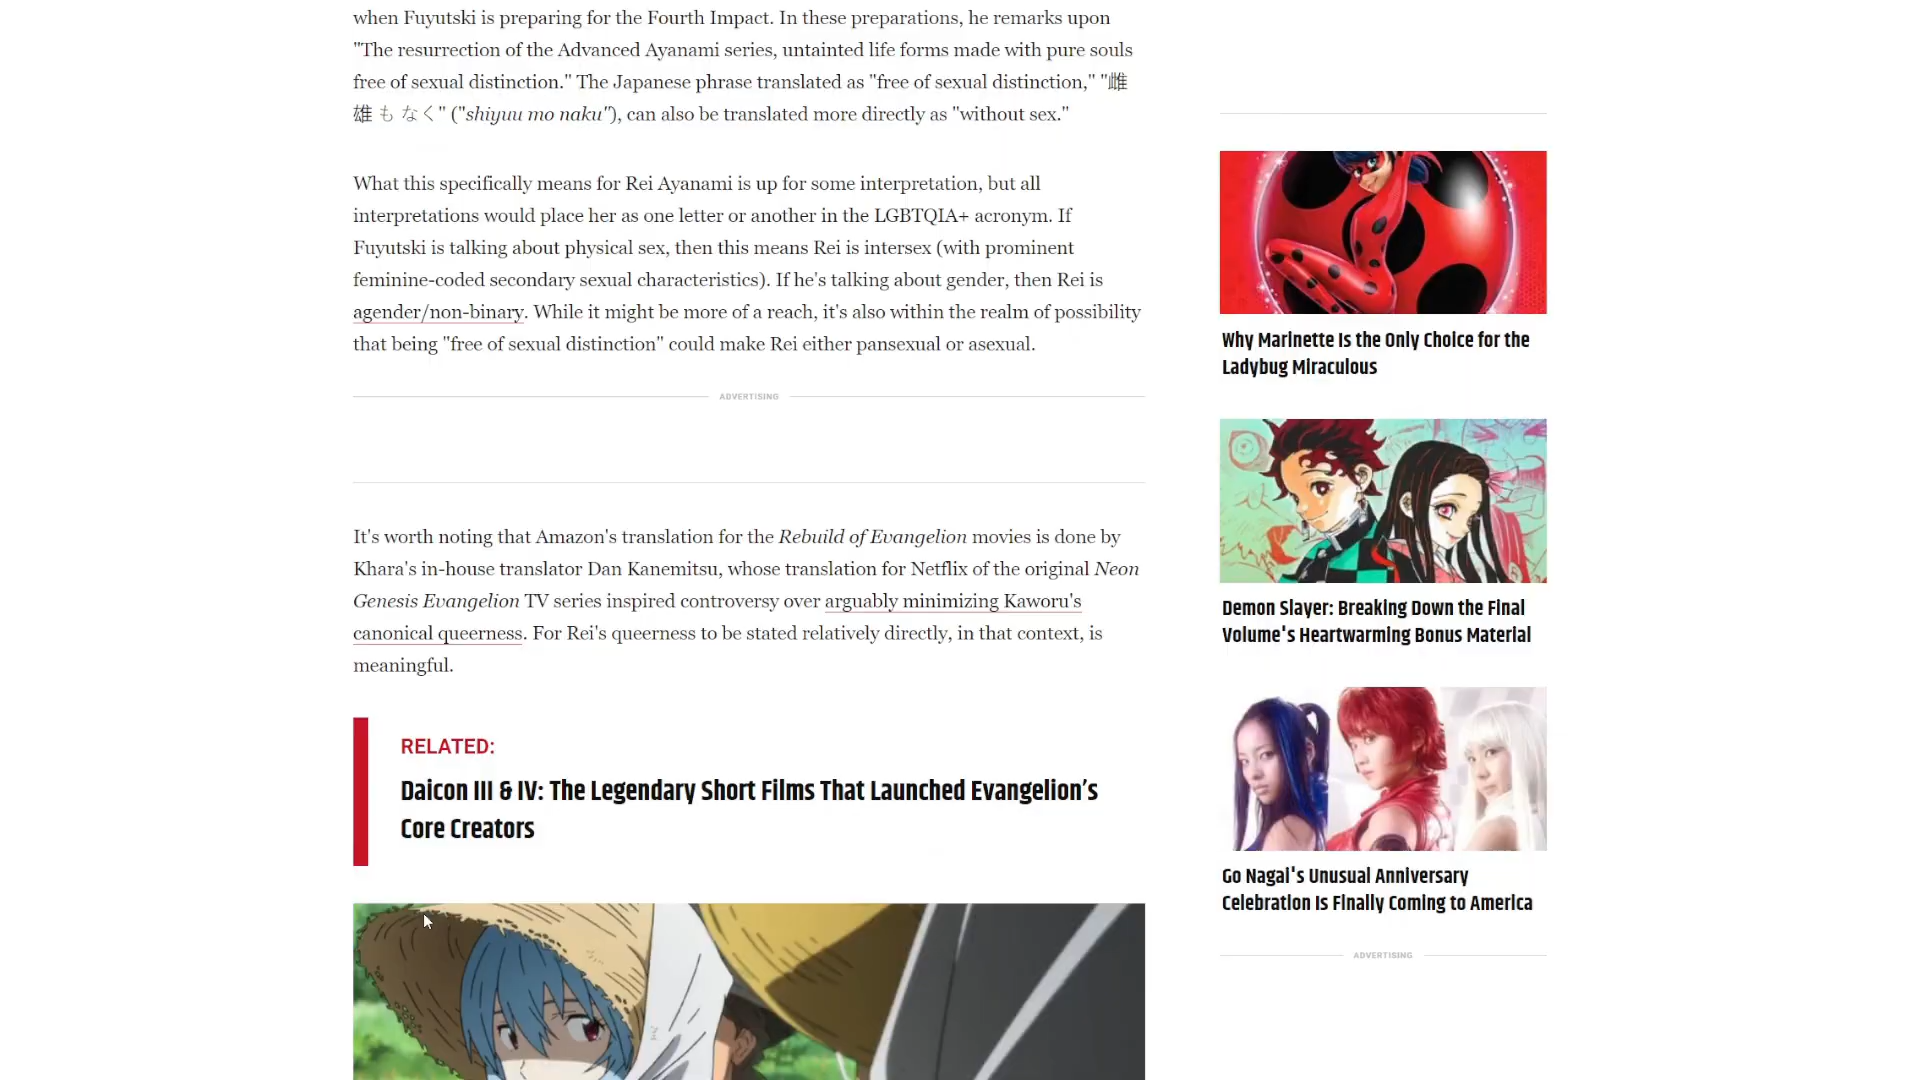 when Fuyutski is preparing for the Fourth Impact. In these preparations, he remarks upon
"The resurrection of the Advanced Ayanami series, untainted life forms made with pure souls
free of sexual distinction." The Japanese phrase translated as "free of sexual distinction," "雌
雄 も なく" ("shiyuu mo naku"), can also be translated more directly as "without sex."
What this specifically means for Rei Ayanami is up for some interpretation, but all
interpretations would place her as one letter or another in the LGBTQIA+ acronym. If
Fuyutski is talking about physical sex, then this means Rei is intersex (with prominent
feminine-coded secondary sexual characteristics). If he's talking about gender, then Rei is
agender/non-binary. While it might be more of a reach, it's also within the realm of possibility
that being "free of sexual distinction" could make Rei either pansexual or asexual.
ADVERTISING
It's worth noting that Amazon's translation for the Rebuild of Evangelion movies is done by
Khara's in-house translator Dan Kanemitsu, whose translation for Netflix of the original Neon
Genesis Evangelion TV series inspired controversy over arguably minimizing Kaworu's
canonical queerness. For Rei's queerness to be stated relatively directly, in that context, is
meaningful.
RELATED:
Daicon III & IV: The Legendary Short Films That Launched Evangelion's
Core Creators
Why Marinette Is the Only Choice for the
Ladybug Miraculous
Demon Slayer: Breaking Down the Final
Volume's Heartwarming Bonus Material
Go Nagai's Unusual Anniversary
Celebration Is Finally Coming to America
ADVERTISING